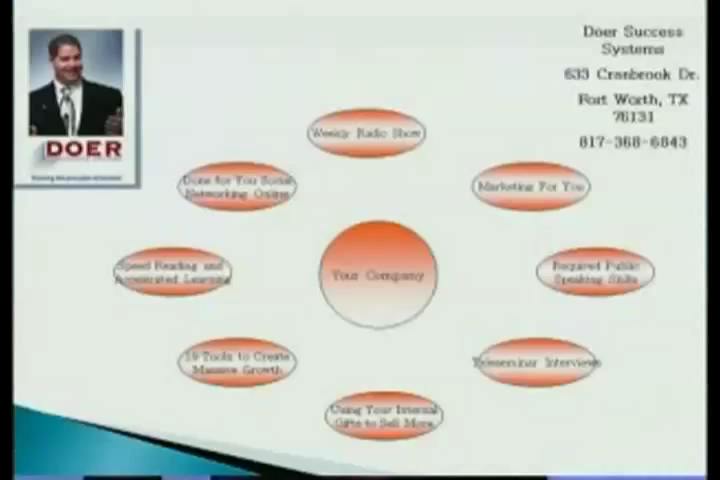 Doer Success
Systems
633 Cranbrook Dr.
Fort Worth, TX
76131
817-368-6843
DOER
Weekly Radio Show
Done for You Social
Networking Online
Marketing For You
Speed Reading and
Accelerated Learning
Your Company
Required Public
Speaking Skills
19 Tools to Create
Massive Growth
Teleseminar Interviews
Using Your Internal
Gifts to Sell More